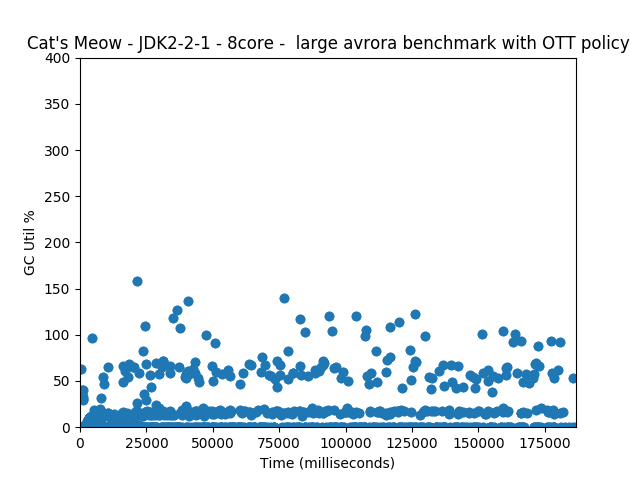 Cat's Meow - JDK2-2-1 - 8core -  large avrora benchmark with OTT policy
400
350
300
250
200
150
100
50
0
GC Util %
0 25000 50000 75000 100000 125000 150000 175000
Time (milliseconds)